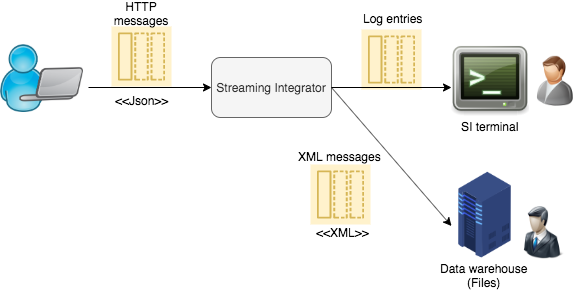 HTTP
messages
<<Json>>
Streaming Integrator
Log entries
>_
SI terminal
XML messages
<<XML>>
Data warehouse
(Files)